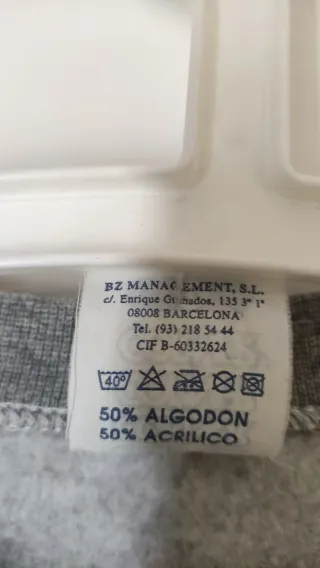 BZ MANAGEMENT, S.L.
c/. Enrique Granados, 135 3º 1ª
08008 BARCELONA
Tel. (93) 218 54 44
CIF B-60332624
40º
50% ALGODON
50% ACRILICO